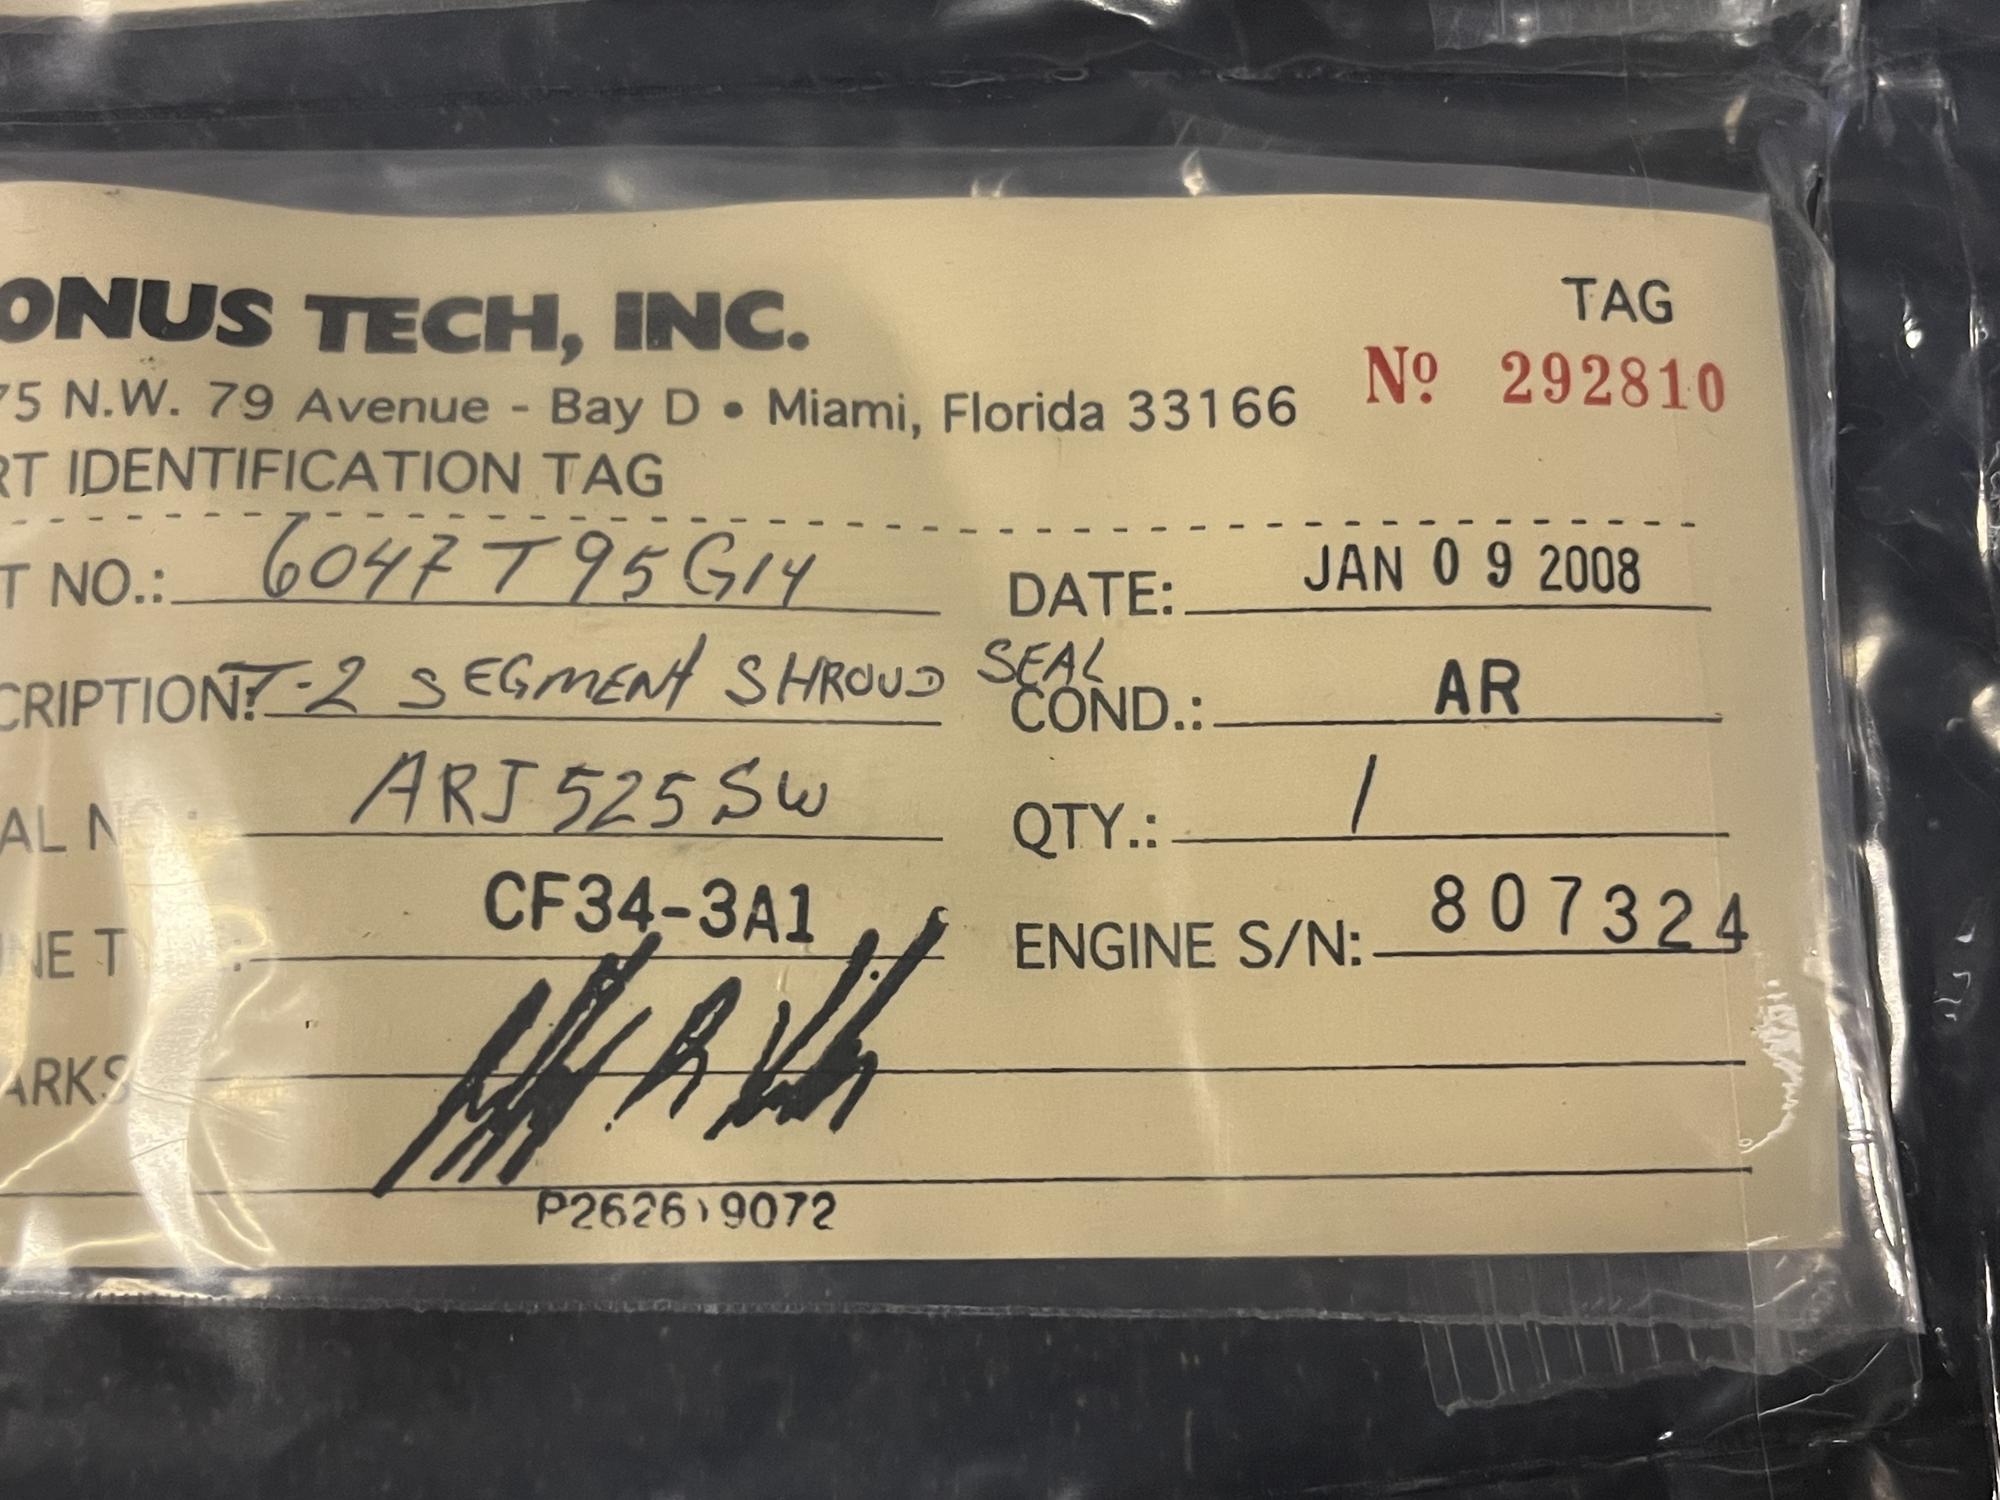 ONUS TECH, INC.
TAG
75 N.W. 79 Avenue - Bay D • Miami, Florida 33166
Nº 292810
RT IDENTIFICATION TAG
T NO.: 6047T95G14
DATE: JAN 09 2008
CRIPTION: T-2 SEGMENT SHROUD SEAL
COND.: AR
AL NO.: ARJ525SW
QTY.: 1
NE T CF34-3A1
ENGINE S/N: 807324
ARKS